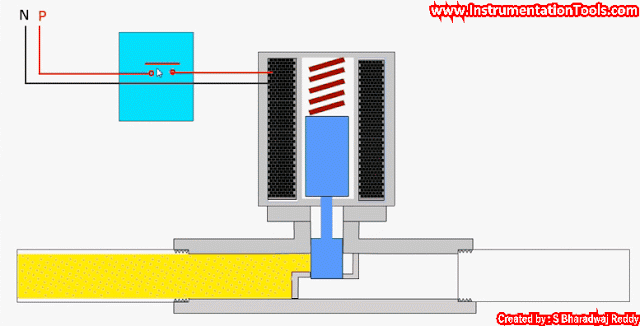 www.InstrumentationTools.com
N P
Created by : S Bharadwaj Reddy